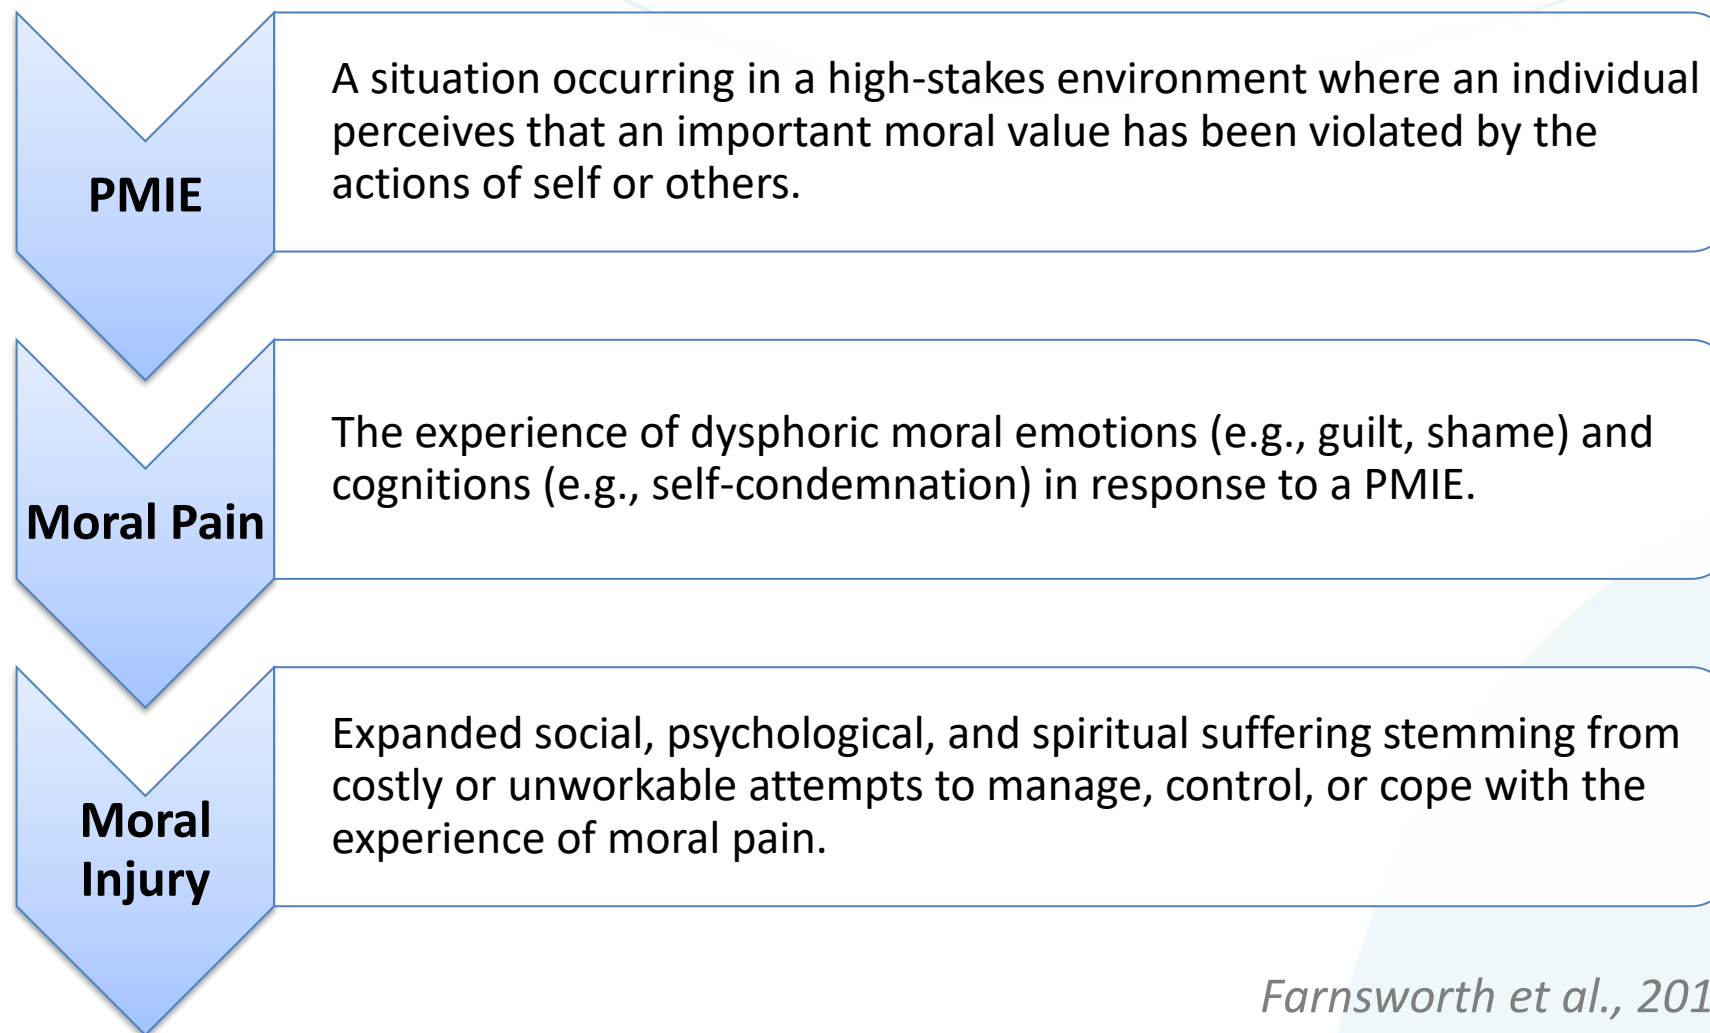 PMIE
A situation occurring in a high-stakes environment where an individual
perceives that an important moral value has been violated by the
actions of self or others.
Moral Pain
The experience of dysphoric moral emotions (e.g., guilt, shame) and
cognitions (e.g., self-condemnation) in response to a PMIE.
Moral
Injury
Expanded social, psychological, and spiritual suffering stemming from
costly or unworkable attempts to manage, control, or cope with the
experience of moral pain.
Farnsworth et al., 201